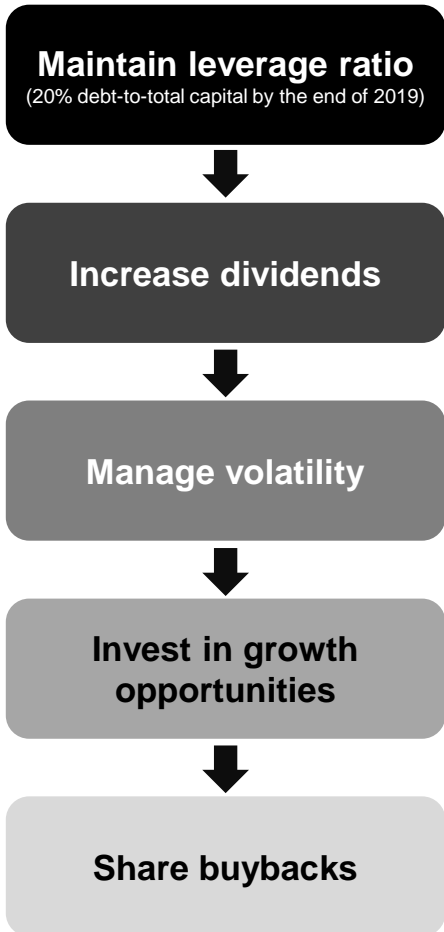 Maintain leverage ratio
(20% debt-to-total capital by the end of 2019)
Increase dividends
Manage volatility
Invest in growth
opportunities
Share buybacks